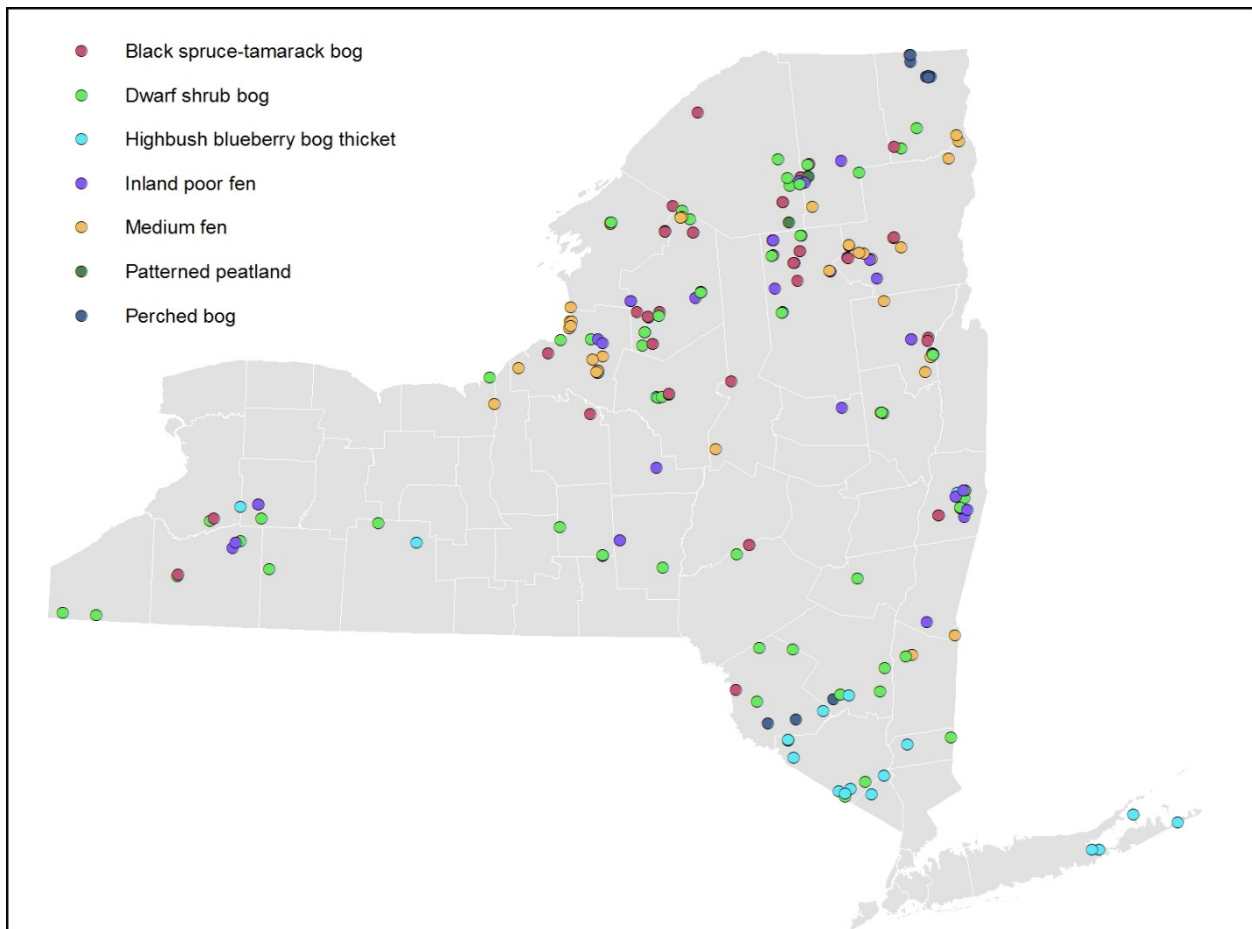 Black spruce-tamarack bog
Dwarf shrub bog
Highbush blueberry bog thicket
Inland poor fen
Medium fen
Patterned peatland
Perched bog